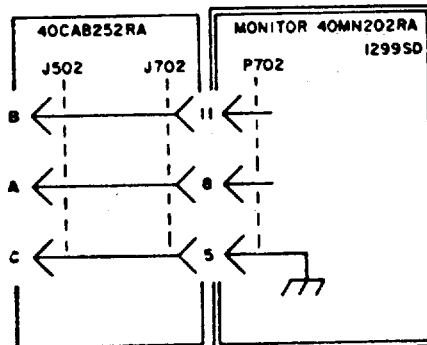 40CAB252RA
MONITOR 40MN202RA
1299SD
J502 J702 P702
B 11
A 8
C 5